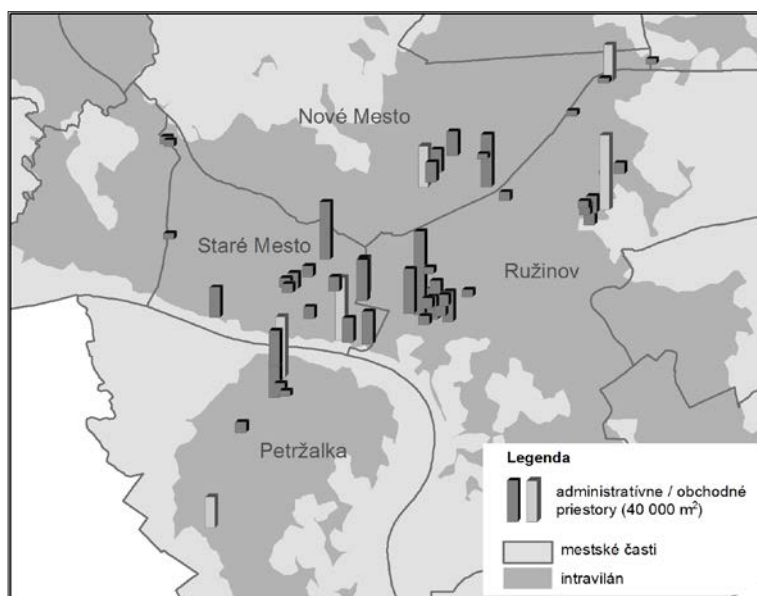 Nové Mesto
Staré Mesto
Ružinov
Petržalka
Legenda
administratívne / obchodné
priestory (40 000 m²)
mestské časti
intravilán